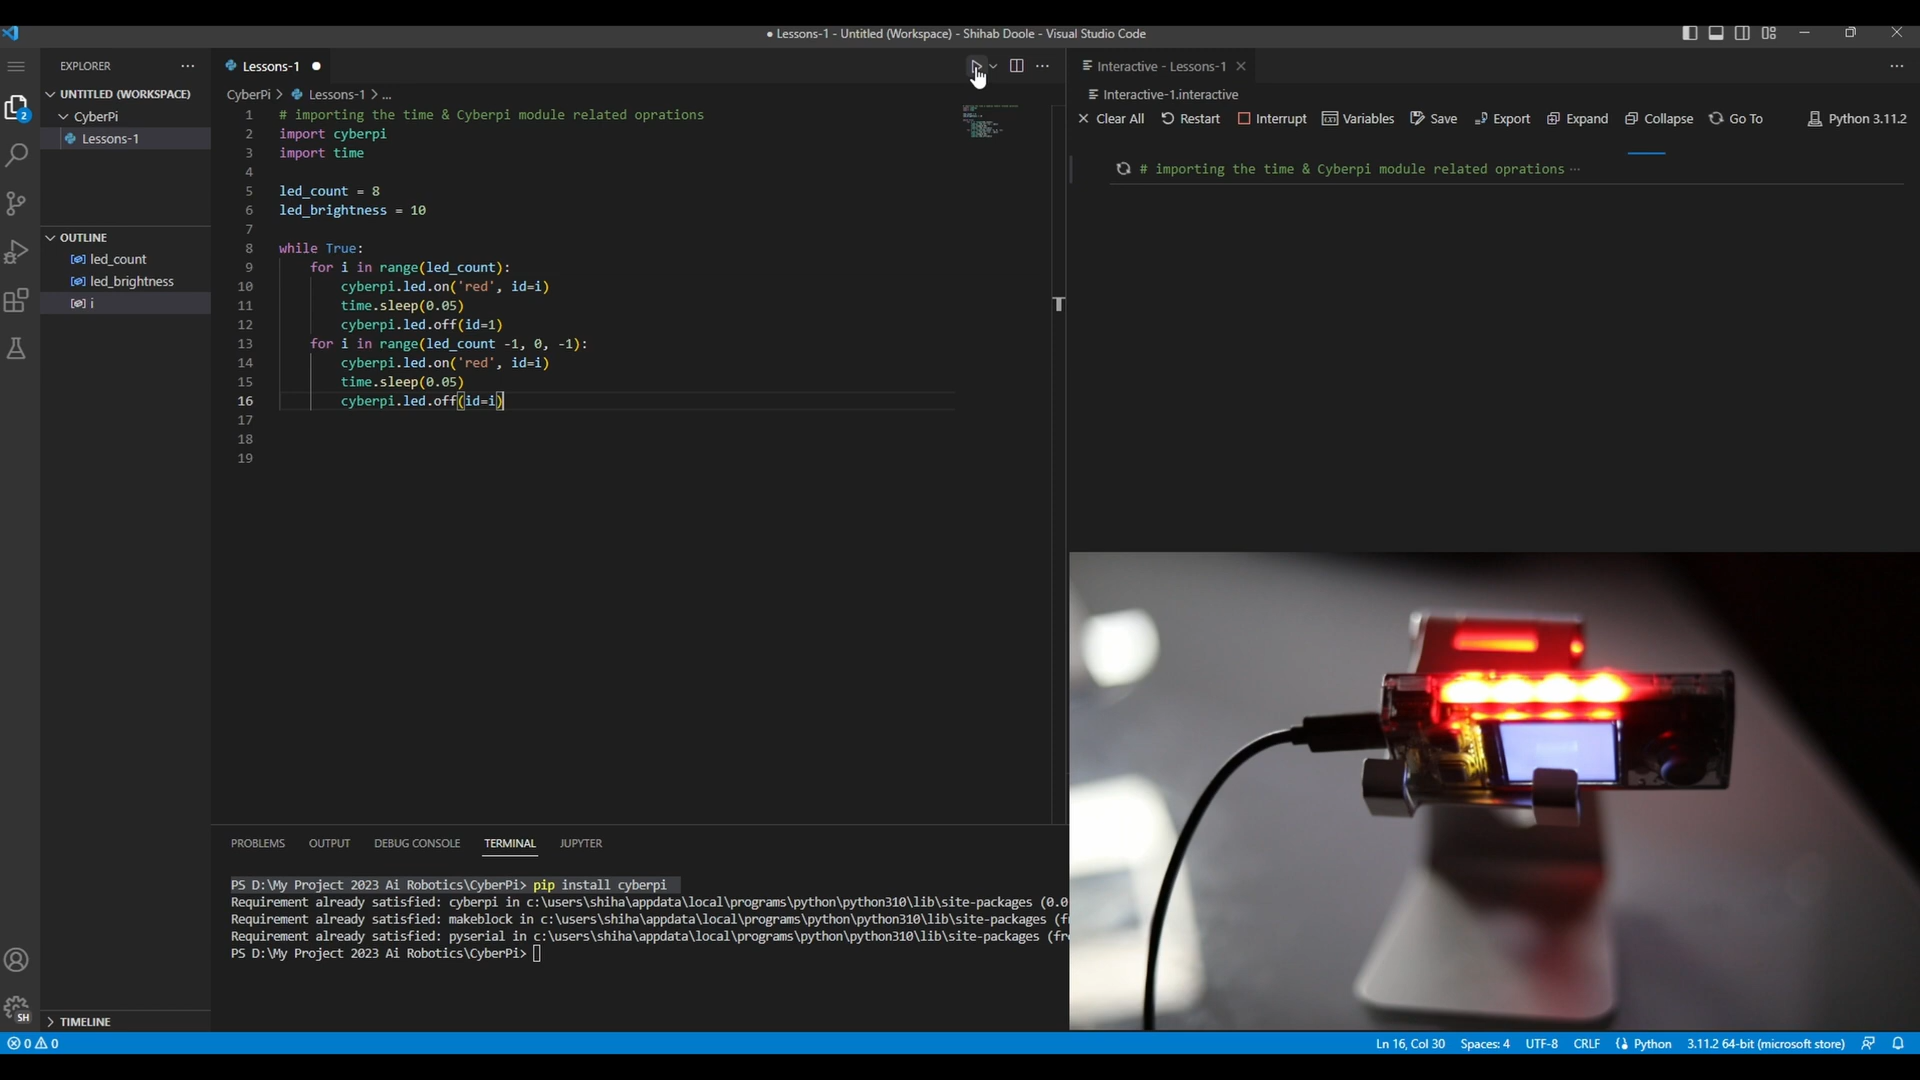 ● Lessons-1 - Untitled (Workspace) - Shihab Doole - Visual Studio Code
EXPLORER
UNTITLED (WORKSPACE)
CyberPi
Lessons-1
OUTLINE
led_count
led_brightness
i
TIMELINE
2
SH
Lessons-1 ●
CyberPi > Lessons-1 > ...
1 # importing the time & Cyberpi module related oprations
2 import cyberpi
3 import time
4
5 led_count = 8
6 led_brightness = 10
7
8 while True:
9 for i in range(led_count):
10 cyberpi.led.on('red', id=i)
11 time.sleep(0.05)
12 cyberpi.led.off(id=1)
13 for i in range(led_count -1, 0, -1):
14 cyberpi.led.on('red', id=i)
15 time.sleep(0.05)
16 cyberpi.led.off(id=i)
17
18
19
Interactive - Lessons-1
Interactive-1.interactive
Clear All Restart Interrupt Variables Save Export Expand Collapse Go To Python 3.11.2
# importing the time & Cyberpi module related oprations ...
PROBLEMS OUTPUT DEBUG CONSOLE TERMINAL JUPYTER
PS D:\My Project 2023 Ai Robotics\CyberPi> pip install cyberpi
Requirement already satisfied: cyberpi in c:\users\shiha\appdata\local\programs\python\python310\lib\site-packages (0.0
Requirement already satisfied: makeblock in c:\users\shiha\appdata\local\programs\python\python310\lib\site-packages (f
Requirement already satisfied: pyserial in c:\users\shiha\appdata\local\programs\python\python310\lib\site-packages (fr
PS D:\My Project 2023 Ai Robotics\CyberPi>
0 0 Ln 16, Col 30 Spaces: 4 UTF-8 CRLF Python 3.11.2 64-bit (microsoft store)